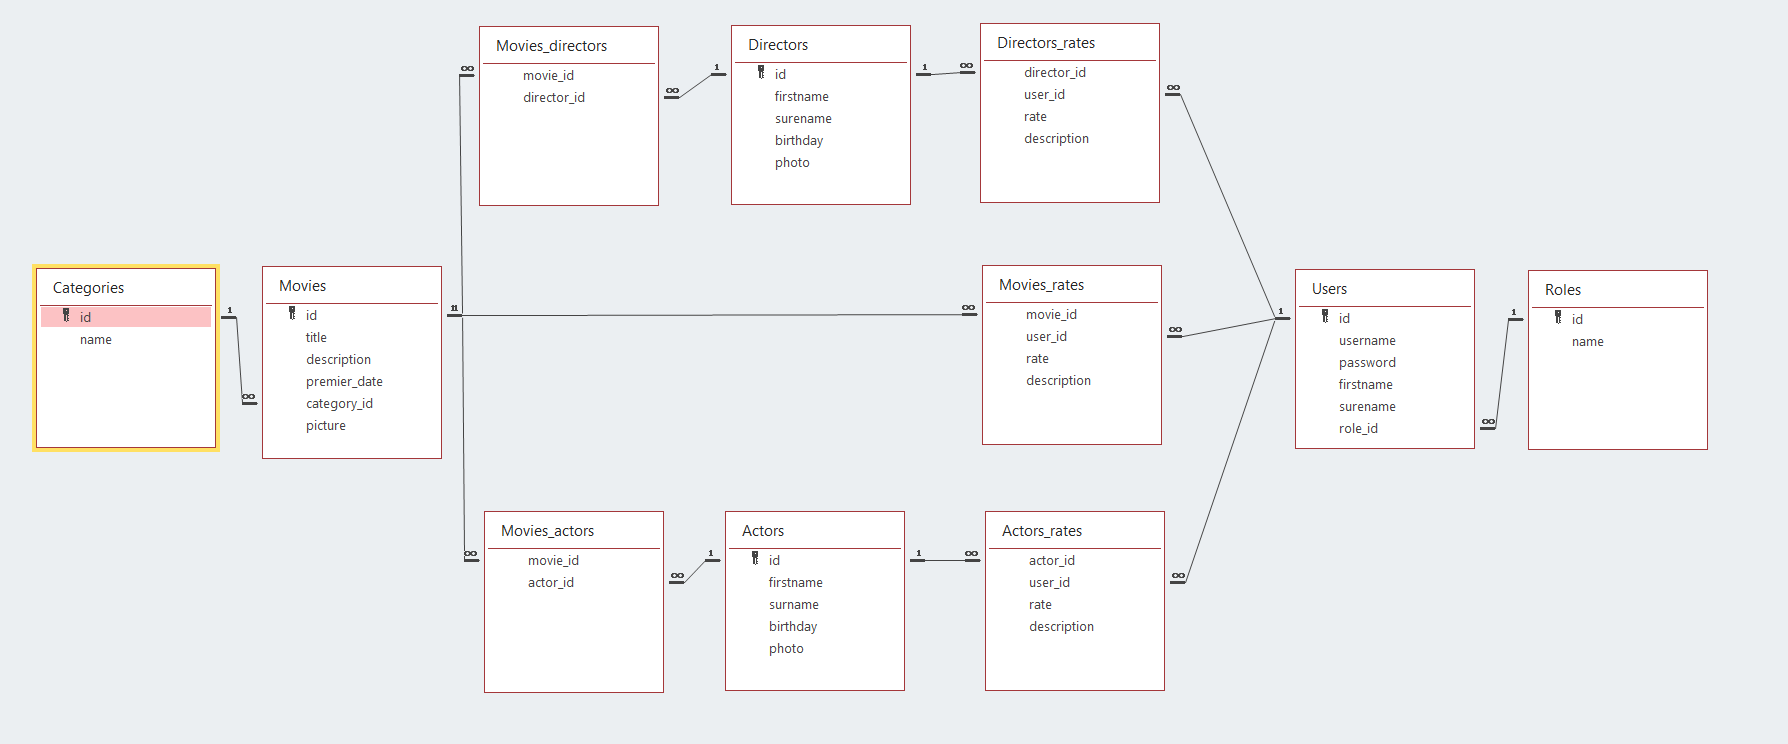 Movies_directors
movie_id
director_id
Directors
id
firstname
surename
birthday
photo
Directors_rates
director_id
user_id
rate
description
Categories
id
name
Movies
id
title
description
premier_date
category_id
picture
Movies_rates
movie_id
user_id
rate
description
Users
id
username
password
firstname
surename
role_id
Roles
id
name
Movies_actors
movie_id
actor_id
Actors
id
firstname
surname
birthday
photo
Actors_rates
actor_id
user_id
rate
description
∞
∞
1
1
∞
∞
1
∞
11
∞
∞
1
∞
1
∞
∞
1
1
∞
∞